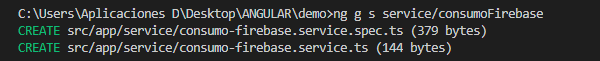 C:\Users\Aplicaciones D\Desktop\ANGULAR\demo>ng g s service/consumoFirebase
CREATE src/app/service/consumo-firebase.service.spec.ts (379 bytes)
CREATE src/app/service/consumo-firebase.service.ts (144 bytes)